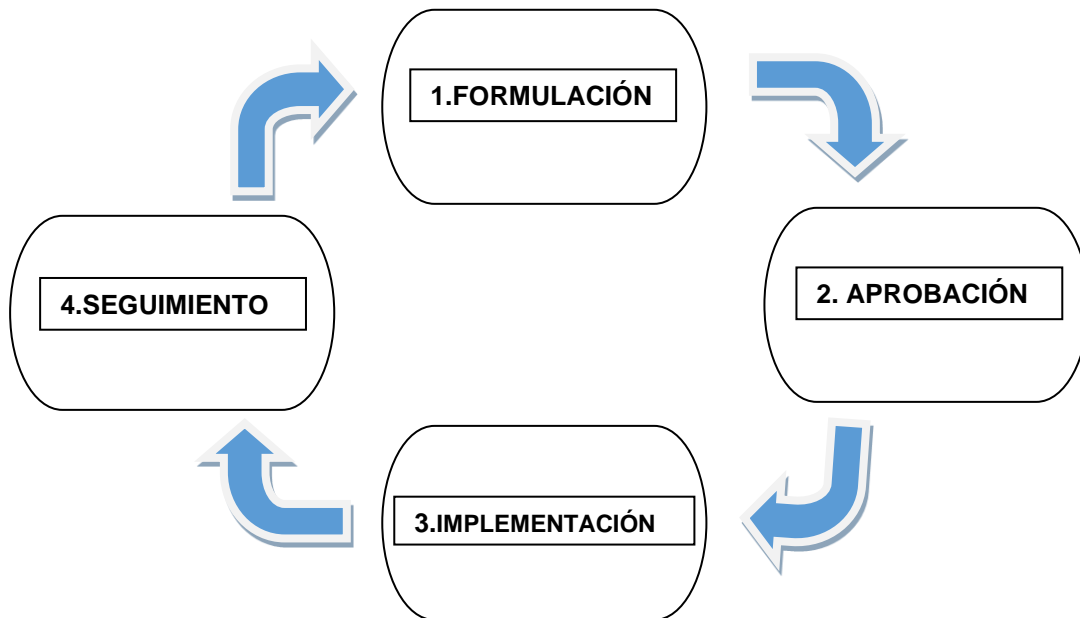 1.FORMULACIÓN
2. APROBACIÓN
3.IMPLEMENTACIÓN
4.SEGUIMIENTO